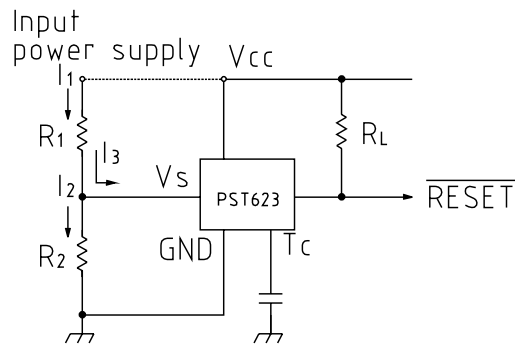 Input
power supply
Vcc
I1
R1
I3
RL
I2
Vs
PST623
RESET
R2
GND
Tc